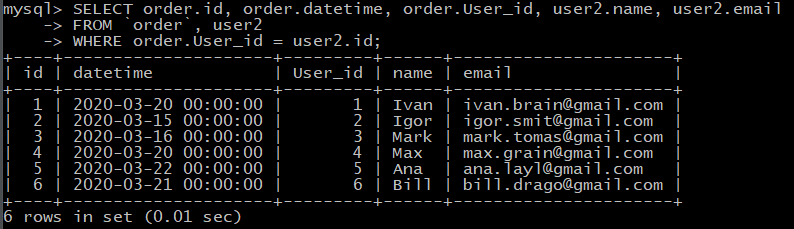 mysql> SELECT order.id, order.datetime, order.User_id, user2.name, user2.email
    -> FROM `order`, user2
    -> WHERE order.User_id = user2.id;
+----+---------------------+---------+------+----------------------+
| id | datetime            | User_id | name | email                |
+----+---------------------+---------+------+----------------------+
|  1 | 2020-03-20 00:00:00 |       1 | Ivan | ivan.brain@gmail.com |
|  2 | 2020-03-15 00:00:00 |       2 | Igor | igor.smit@gmail.com  |
|  3 | 2020-03-16 00:00:00 |       3 | Mark | mark.tomas@gmail.com |
|  4 | 2020-03-20 00:00:00 |       4 | Max  | max.grain@gmail.com  |
|  5 | 2020-03-22 00:00:00 |       5 | Ana  | ana.layl@gmail.com   |
|  6 | 2020-03-21 00:00:00 |       6 | Bill | bill.drago@gmail.com |
+----+---------------------+---------+------+----------------------+
6 rows in set (0.01 sec)